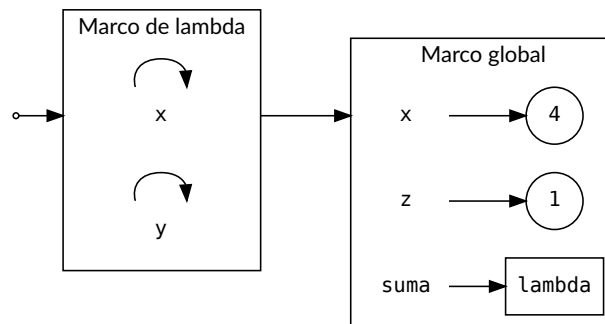 Marco de lambda
x
y
Marco global
x 4
z 1
suma lambda